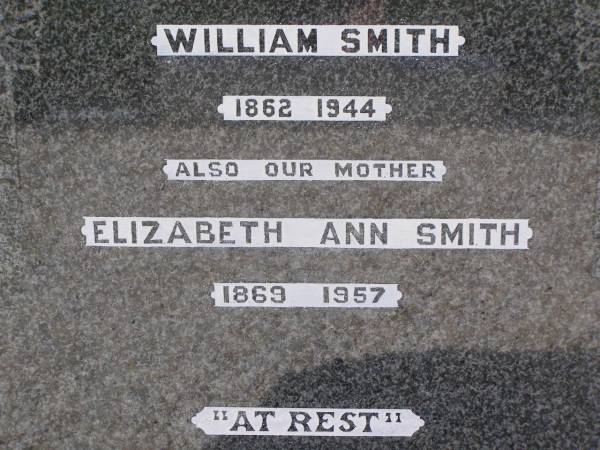 WILLIAM SMITH
1862 1944
ALSO OUR MOTHER
ELIZABETH ANN SMITH
1869 1957
"AT REST"